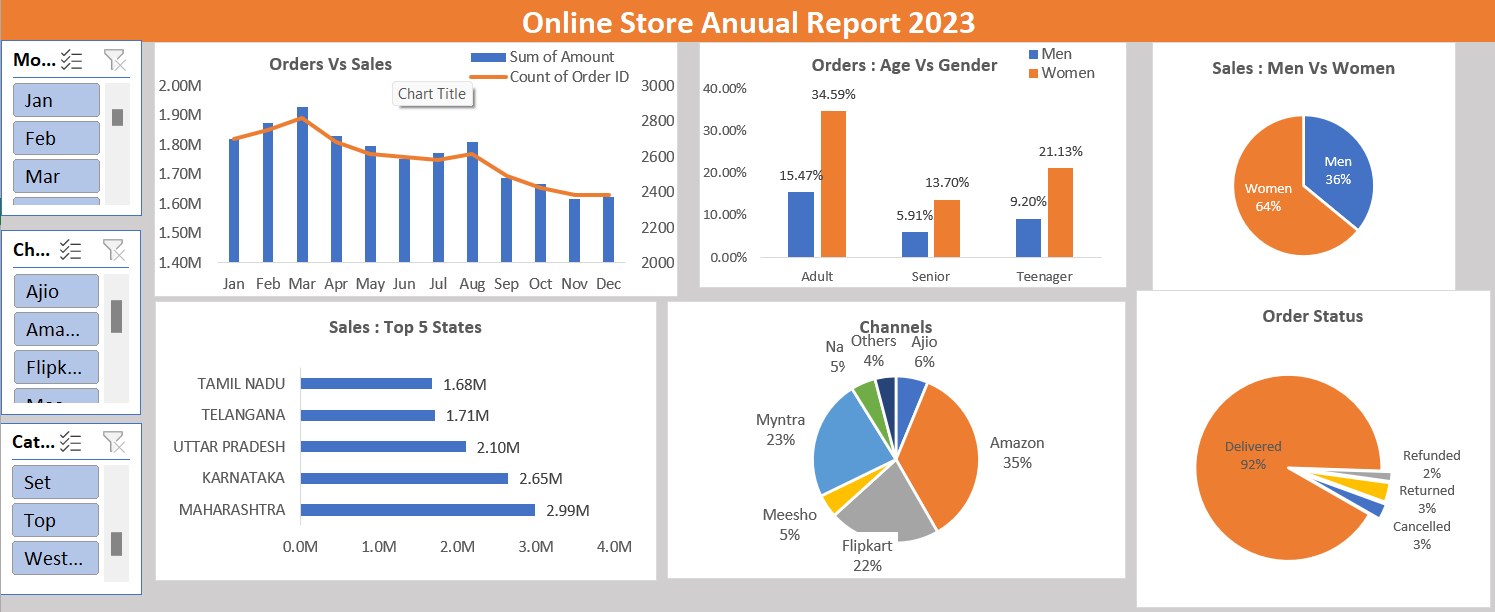 Online Store Anuual Report 2023
Mo...
Jan
Feb
Mar
Ch...
Ajio
Ama...
Flipk...
Cat...
Set
Top
West...
Orders Vs Sales
Sum of Amount
Count of Order ID
Chart Title
2.00M
1.90M
1.80M
1.70M
1.60M
1.50M
1.40M
3000
2800
2600
2400
2200
2000
Jan Feb Mar Apr May Jun Jul Aug Sep Oct Nov Dec
Orders : Age Vs Gender
Men
Women
40.00%
30.00%
20.00%
10.00%
0.00%
15.47% 34.59%
5.91% 13.70%
9.20% 21.13%
Adult Senior Teenager
Sales : Men Vs Women
Men
36%
Women
64%
Sales : Top 5 States
TAMIL NADU 1.68M
TELANGANA 1.71M
UTTAR PRADESH 2.10M
KARNATAKA 2.65M
MAHARASHTRA 2.99M
0.0M 1.0M 2.0M 3.0M 4.0M
Channels
Na
5%
Others
4%
Ajio
6%
Myntra
23%
Amazon
35%
Meesho
5%
Flipkart
22%
Order Status
Delivered
92%
Refunded
2%
Returned
3%
Cancelled
3%